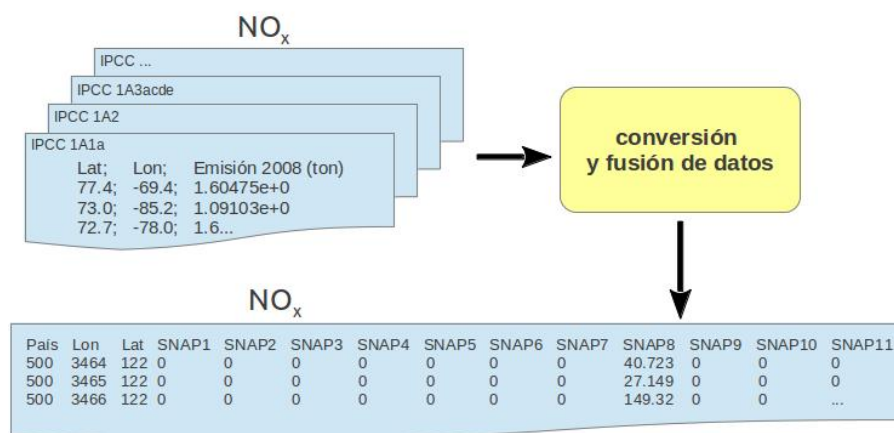 NOx
IPCC ...
IPCC 1A3acde
IPCC 1A2
IPCC 1A1a
Lat; Lon; Emisión 2008 (ton)
77.4; -69.4; 1.60475e+0
73.0; -85.2; 1.09103e+0
72.7; -78.0; 1.6...
conversión
y fusión de datos
NOx
País Lon Lat SNAP1 SNAP2 SNAP3 SNAP4 SNAP5 SNAP6 SNAP7 SNAP8 SNAP9 SNAP10 SNAP11
500 3464 122 0 0 0 0 0 0 0 40.723 0 0 0
500 3465 122 0 0 0 0 0 0 0 27.149 0 0 0
500 3466 122 0 0 0 0 0 0 0 149.32 0 0 ...